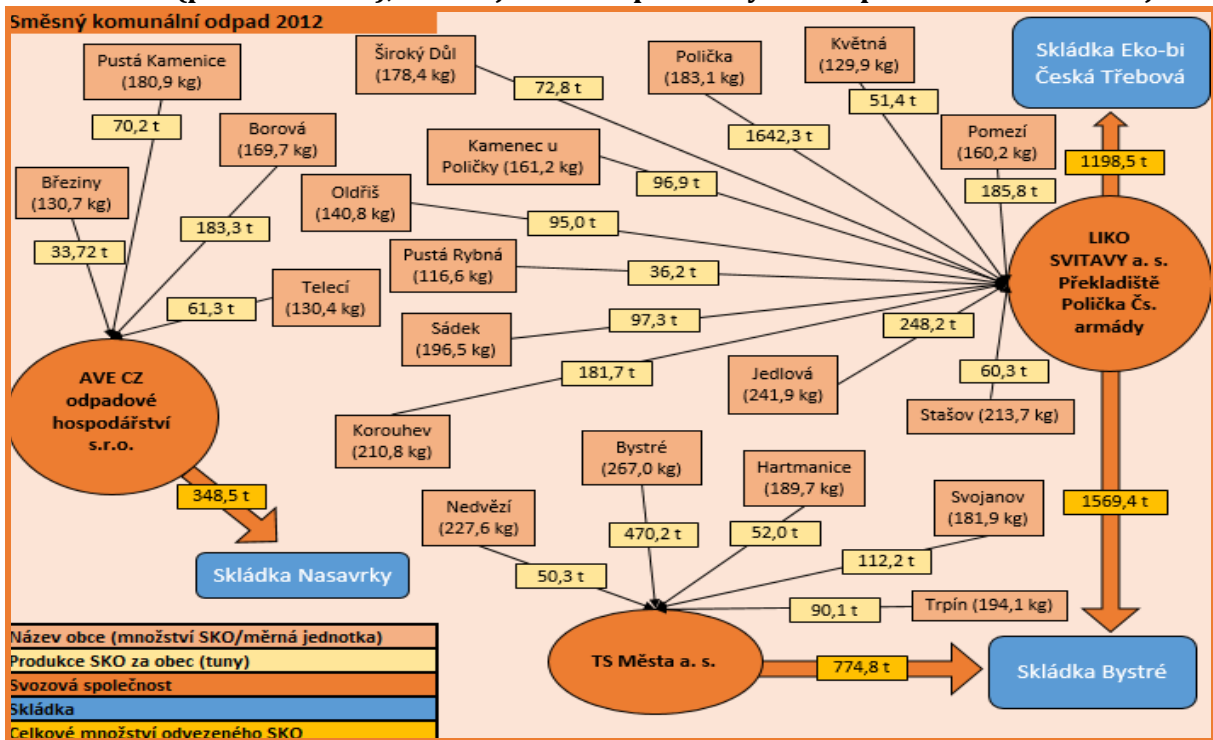 Směsný komunální odpad 2012
Pustá Kamenice
(180,9 kg)
Široký Důl
(178,4 kg)
Polička
(183,1 kg)
Květná
(129,9 kg)
Skládka Eko-bi
Česká Třebová
72,8 t
51,4 t
70,2 t
Borová
(169,7 kg)
1642,3 t
Pomezí
(160,2 kg)
Kamenec u
Poličky (161,2 kg)
1198,5 t
Březiny
(130,7 kg)
Oldřiš
(140,8 kg)
96,9 t
185,8 t
183,3 t
95,0 t
33,72 t
Pustá Rybná
(116,6 kg)
36,2 t
LIKO
SVITAVY a. s.
Překladiště
Polička Čs.
armády
Telecí
(130,4 kg)
61,3 t
Sádek
(196,5 kg)
97,3 t
248,2 t
181,7 t
Jedlová
(241,9 kg)
60,3 t
AVE CZ
odpadové
hospodářství
s.r.o.
Stašov (213,7 kg)
Korouhev
(210,8 kg)
Bystré
(267,0 kg)
Hartmanice
(189,7 kg)
348,5 t
Nedvězí
(227,6 kg)
Svojanov
(181,9 kg)
1569,4 t
470,2 t
52,0 t
112,2 t
Skládka Nasavrky
50,3 t
90,1 t
Trpín (194,1 kg)
Název obce (množství SKO/měrná jednotka)
Produkce SKO za obec (tuny)
Svozová společnost
Skládka
Celkové množství odvezeného SKO
TS Města a. s.
774,8 t
Skládka Bystré